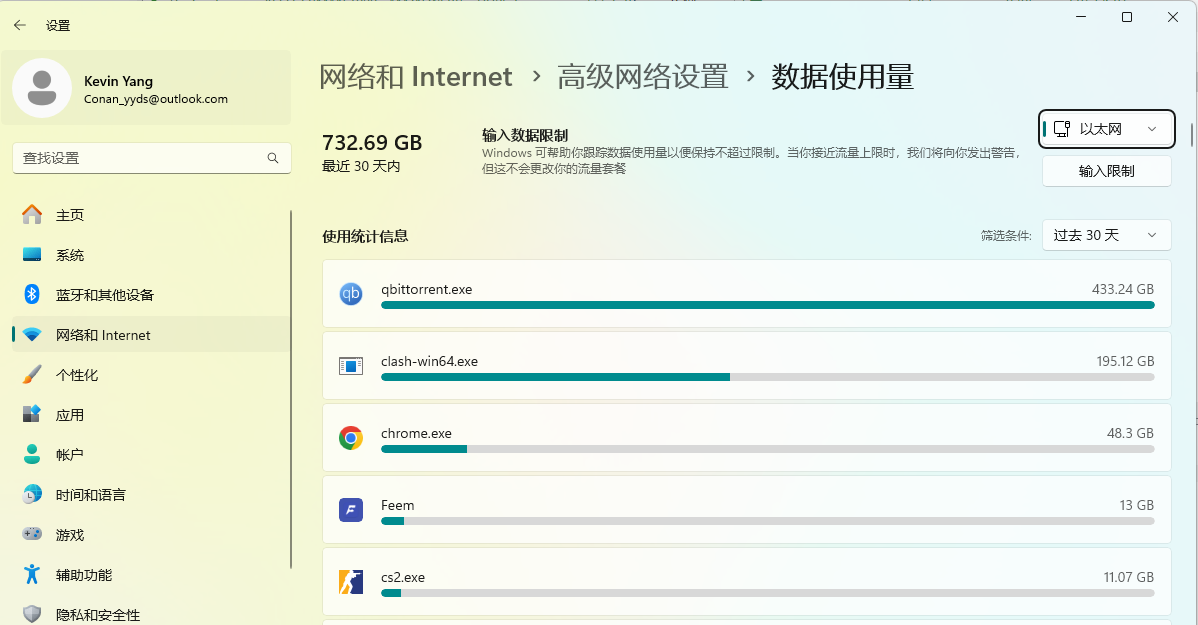 设置
Kevin Yang
Conan_yyds@outlook.com
查找设置
主页
系统
蓝牙和其他设备
网络和 Internet
个性化
应用
帐户
时间和语言
游戏
辅助功能
隐私和安全性
网络和 Internet › 高级网络设置 › 数据使用量
732.69 GB
最近 30 天内
输入数据限制
Windows 可帮助你跟踪数据使用量以便保持不超过限制。当你接近流量上限时，我们将向你发出警告，
但这不会更改你的流量套餐
以太网
输入限制
使用统计信息
筛选条件:
过去 30 天
qb
qbittorrent.exe
433.24 GB
clash-win64.exe
195.12 GB
chrome.exe
48.3 GB
F
Feem
13 GB
cs2.exe
11.07 GB